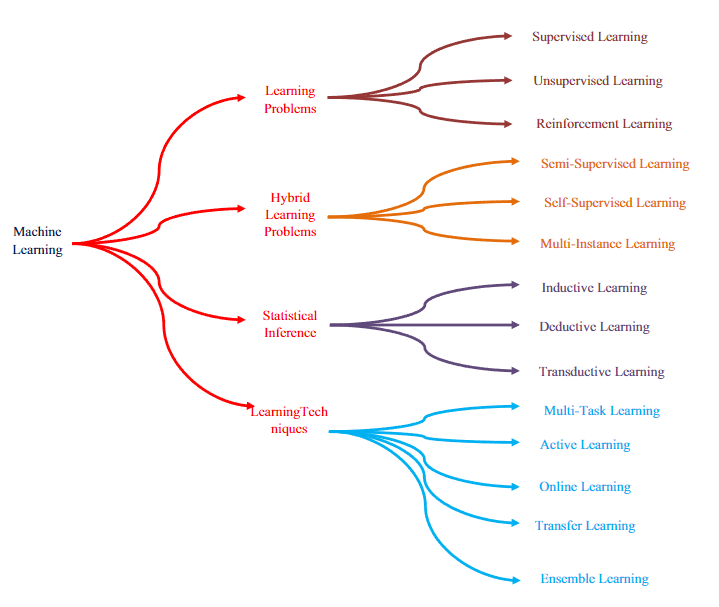 Machine
Learning
Learning
Problems
Supervised Learning
Unsupervised Learning
Reinforcement Learning
Hybrid
Learning
Problems
Semi-Supervised Learning
Self-Supervised Learning
Multi-Instance Learning
Statistical
Inference
Inductive Learning
Deductive Learning
Transductive Learning
LearningTech
niques
Multi-Task Learning
Active Learning
Online Learning
Transfer Learning
Ensemble Learning